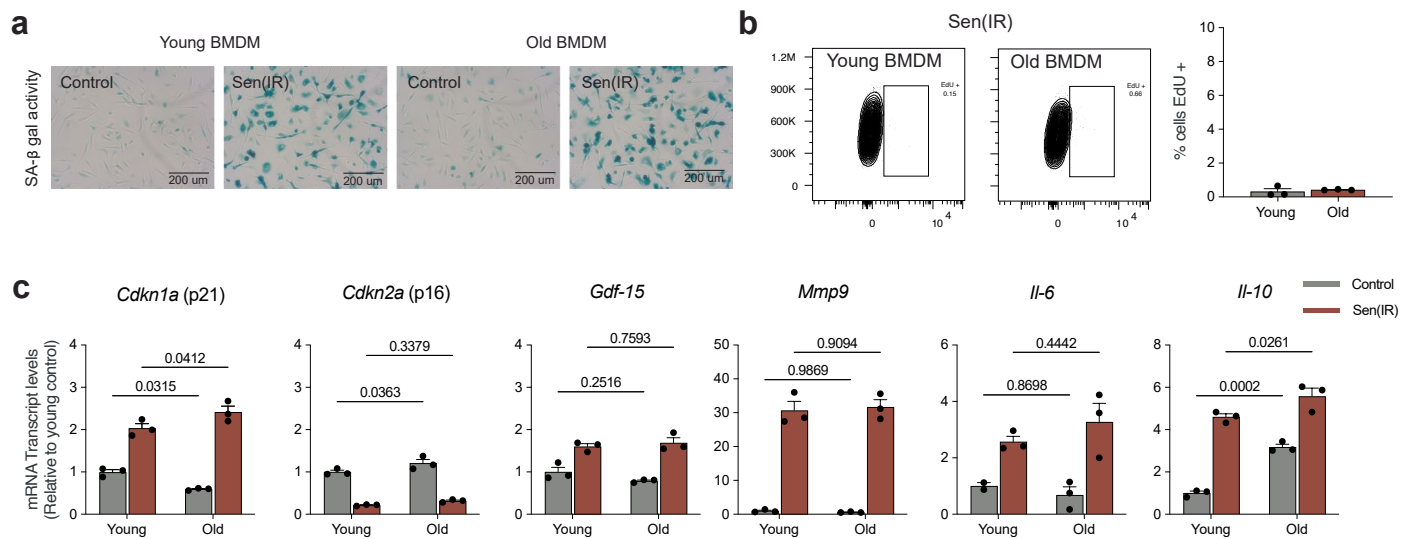 a
Young BMDM
Old BMDM
SA-β gal activity
Control
Sen(IR)
Control
Sen(IR)
200 um
200 um
200 um
200 um
b
Sen(IR)
Young BMDM
Old BMDM
EdU +
0.15
EdU +
0.66
1.2M
900K
600K
300K
0
0
10 4
0
10 4
% cells EdU +
10
8
6
4
2
0
Young
Old
c
mRNA Transcript levels
(Relative to young control)
Cdkn1a (p21)
4
3
2
1
0
0.0412
0.0315
Young
Old
Cdkn2a (p16)
4
3
2
1
0
0.3379
0.0363
Young
Old
Gdf-15
4
3
2
1
0
0.7593
0.2516
Young
Old
Mmp9
50
40
30
20
10
0
0.9094
0.9869
Young
Old
Il-6
6
4
2
0
0.4442
0.8698
Young
Old
Il-10
8
6
4
2
0
0.0261
0.0002
Young
Old
Control
Sen(IR)